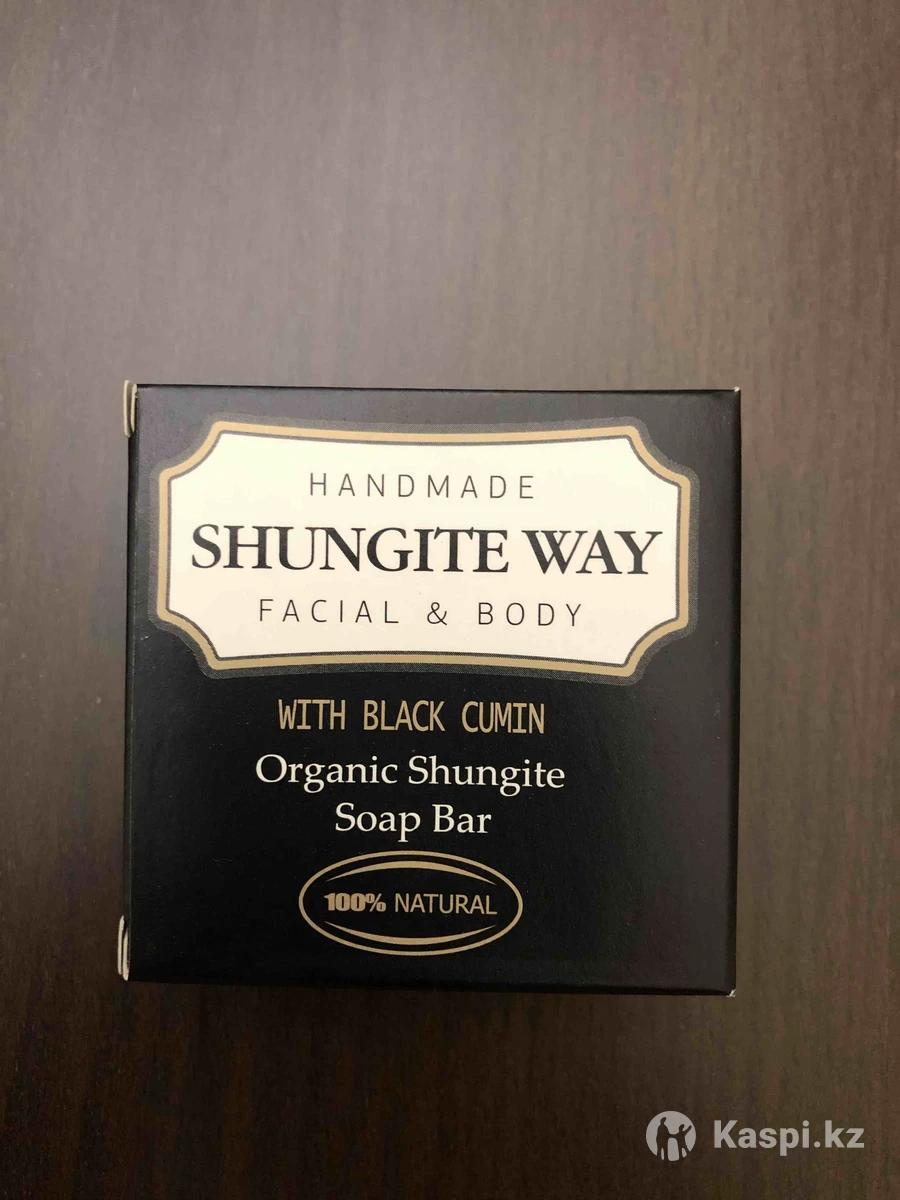 HANDMADE
SHUNGITE WAY
FACIAL & BODY
WITH BLACK CUMIN
Organic Shungite
Soap Bar
100% NATURAL
Kaspi.kz